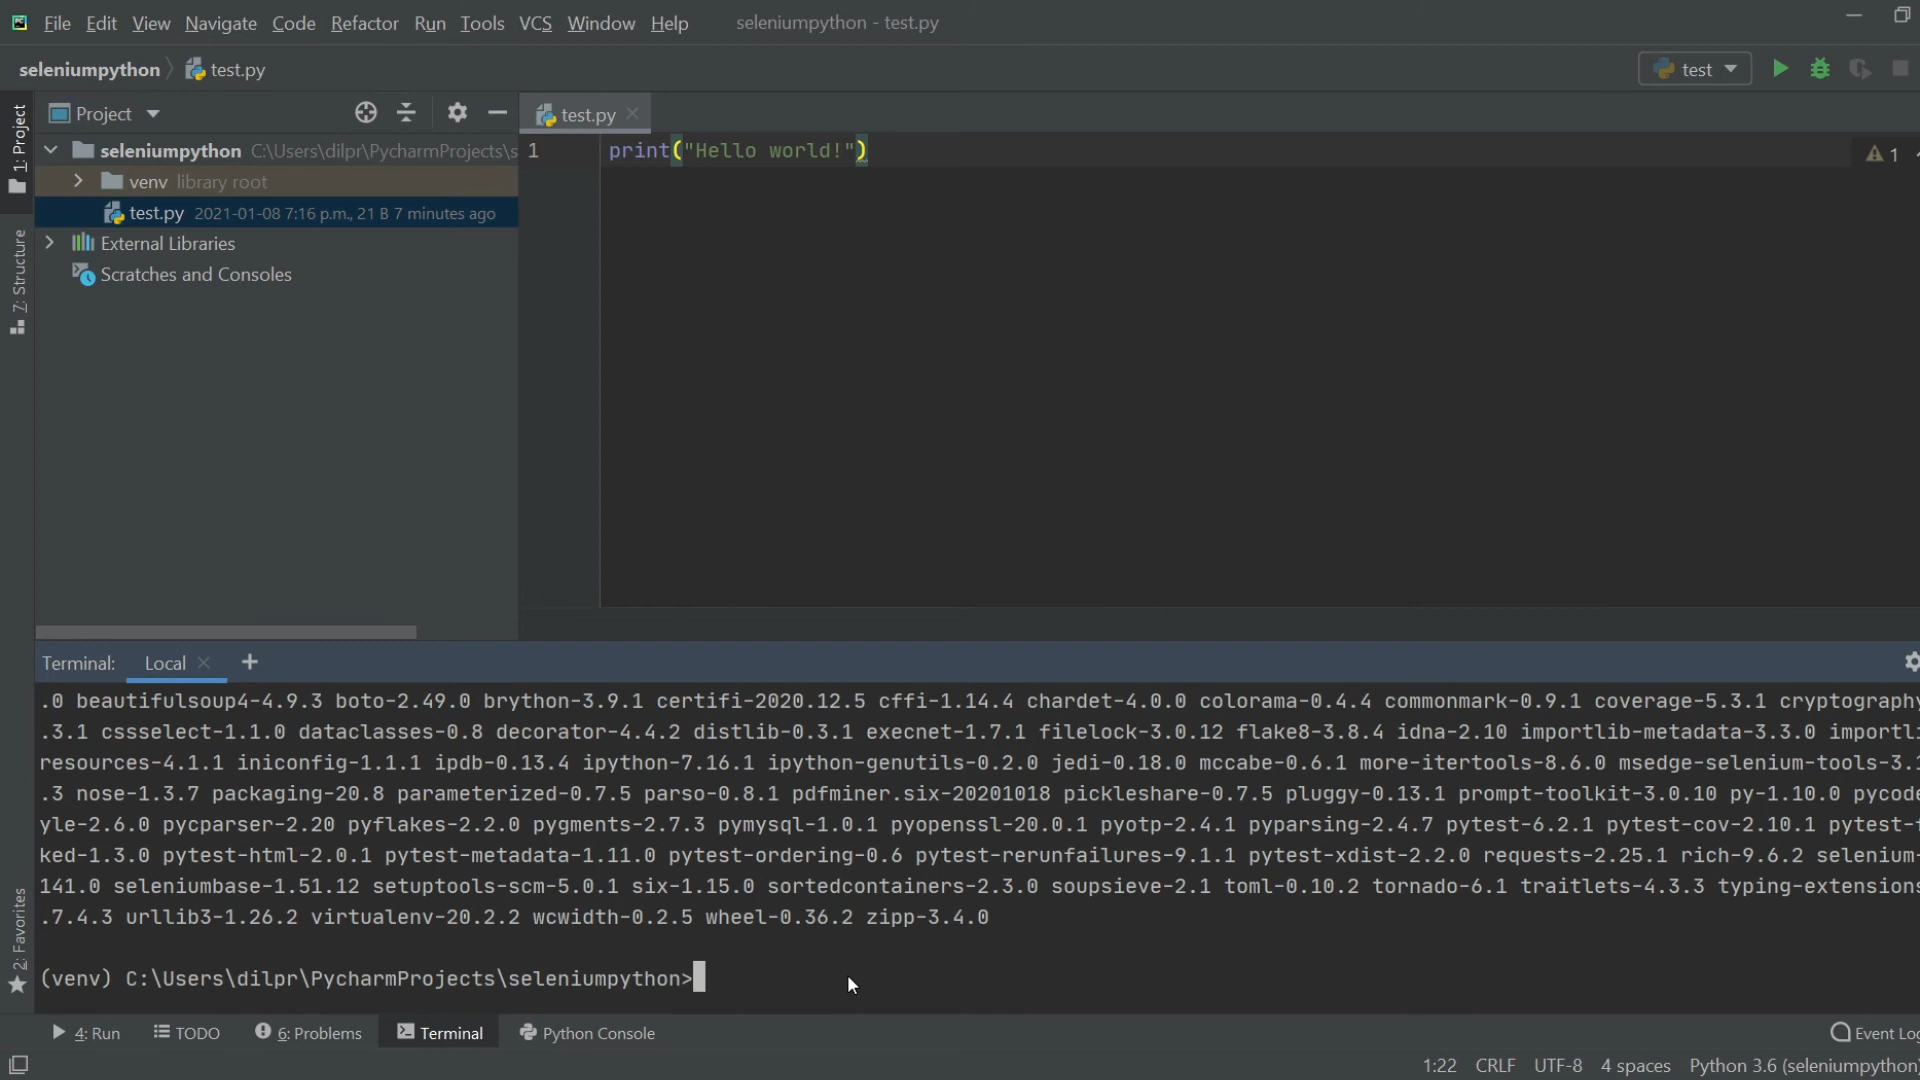 File Edit View Navigate Code Refactor Run Tools VCS Window Help seleniumpython - test.py
seleniumpython test.py test
1: Project
7: Structure
2: Favorites
Project
seleniumpython C:\Users\dilpr\PycharmProjects\s
venv library root
test.py 2021-01-08 7:16 p.m., 21 B 7 minutes ago
External Libraries
Scratches and Consoles
test.py
1 print("Hello world!") 1
Terminal: Local +
.0 beautifulsoup4-4.9.3 boto-2.49.0 brython-3.9.1 certifi-2020.12.5 cffi-1.14.4 chardet-4.0.0 colorama-0.4.4 commonmark-0.9.1 coverage-5.3.1 cryptography
.3.1 cssselect-1.1.0 dataclasses-0.8 decorator-4.4.2 distlib-0.3.1 execnet-1.7.1 filelock-3.0.12 flake8-3.8.4 idna-2.10 importlib-metadata-3.3.0 importli
resources-4.1.1 iniconfig-1.1.1 ipdb-0.13.4 ipython-7.16.1 ipython-genutils-0.2.0 jedi-0.18.0 mccabe-0.6.1 more-itertools-8.6.0 msedge-selenium-tools-3.1
.3 nose-1.3.7 packaging-20.8 parameterized-0.7.5 parso-0.8.1 pdfminer.six-20201018 pickleshare-0.7.5 pluggy-0.13.1 prompt-toolkit-3.0.10 py-1.10.0 pycode
yle-2.6.0 pycparser-2.20 pyflakes-2.2.0 pygments-2.7.3 pymysql-1.0.1 pyopenssl-20.0.1 pyotp-2.4.1 pyparsing-2.4.7 pytest-6.2.1 pytest-cov-2.10.1 pytest-f
ked-1.3.0 pytest-html-2.0.1 pytest-metadata-1.11.0 pytest-ordering-0.6 pytest-rerunfailures-9.1.1 pytest-xdist-2.2.0 requests-2.25.1 rich-9.6.2 selenium-
141.0 seleniumbase-1.51.12 setuptools-scm-5.0.1 six-1.15.0 sortedcontainers-2.3.0 soupsieve-2.1 toml-0.10.2 tornado-6.1 traitlets-4.3.3 typing-extensions
.7.4.3 urllib3-1.26.2 virtualenv-20.2.2 wcwidth-0.2.5 wheel-0.36.2 zipp-3.4.0
(venv) C:\Users\dilpr\PycharmProjects\seleniumpython>
4: Run TODO 6: Problems Terminal Python Console Event Log
1:22 CRLF UTF-8 4 spaces Python 3.6 (seleniumpython)